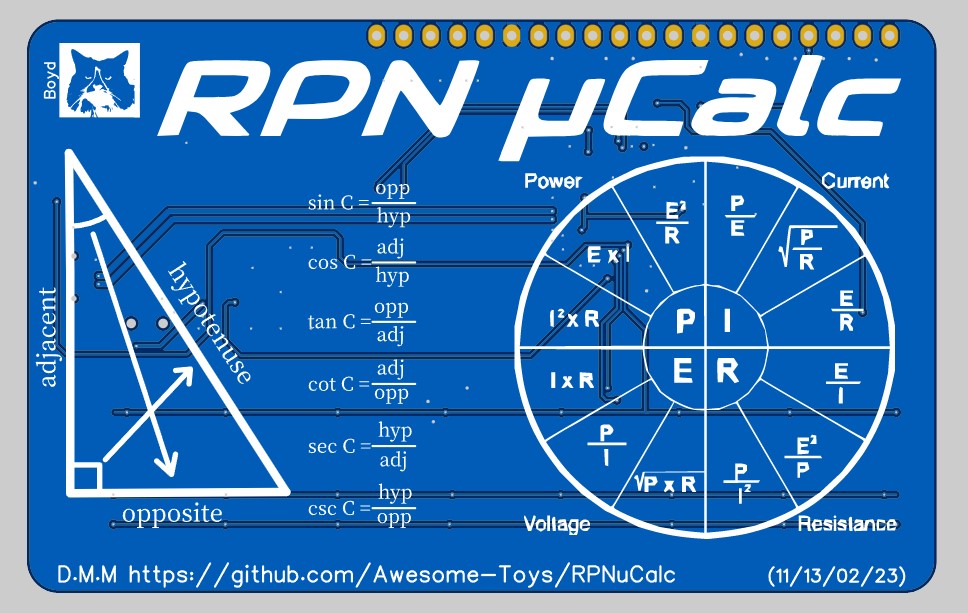 Boyd
RPN µCalc
adjacent
hypotenuse
opposite
sin C = opp/hyp
cos C = adj/hyp
tan C = opp/adj
cot C = adj/opp
sec C = hyp/adj
csc C = hyp/opp
Power
Current
E²/R
P/E
E x I
√P/R
I² x R
E/R
P I
E R
I x R
E/I
P/I
E²/P
√P x R
P/I²
Voltage
Resistance
D.M.M https://github.com/Awesome-Toys/RPNuCalc
(11/13/02/23)